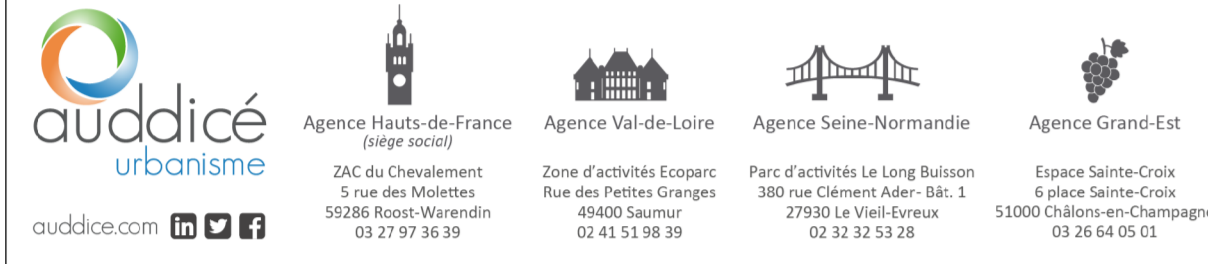 auddicé
urbanisme
auddice.com
Agence Hauts-de-France
(siège social)
ZAC du Chevalement
5 rue des Molettes
59286 Roost-Warendin
03 27 97 36 39
Agence Val-de-Loire
Zone d'activités Ecoparc
Rue des Petites Granges
49400 Saumur
02 41 51 98 39
Agence Seine-Normandie
Parc d'activités Le Long Buisson
380 rue Clément Ader- Bât. 1
27930 Le Vieil-Evreux
02 32 32 53 28
Agence Grand-Est
Espace Sainte-Croix
6 place Sainte-Croix
51000 Châlons-en-Champagne
03 26 64 05 01